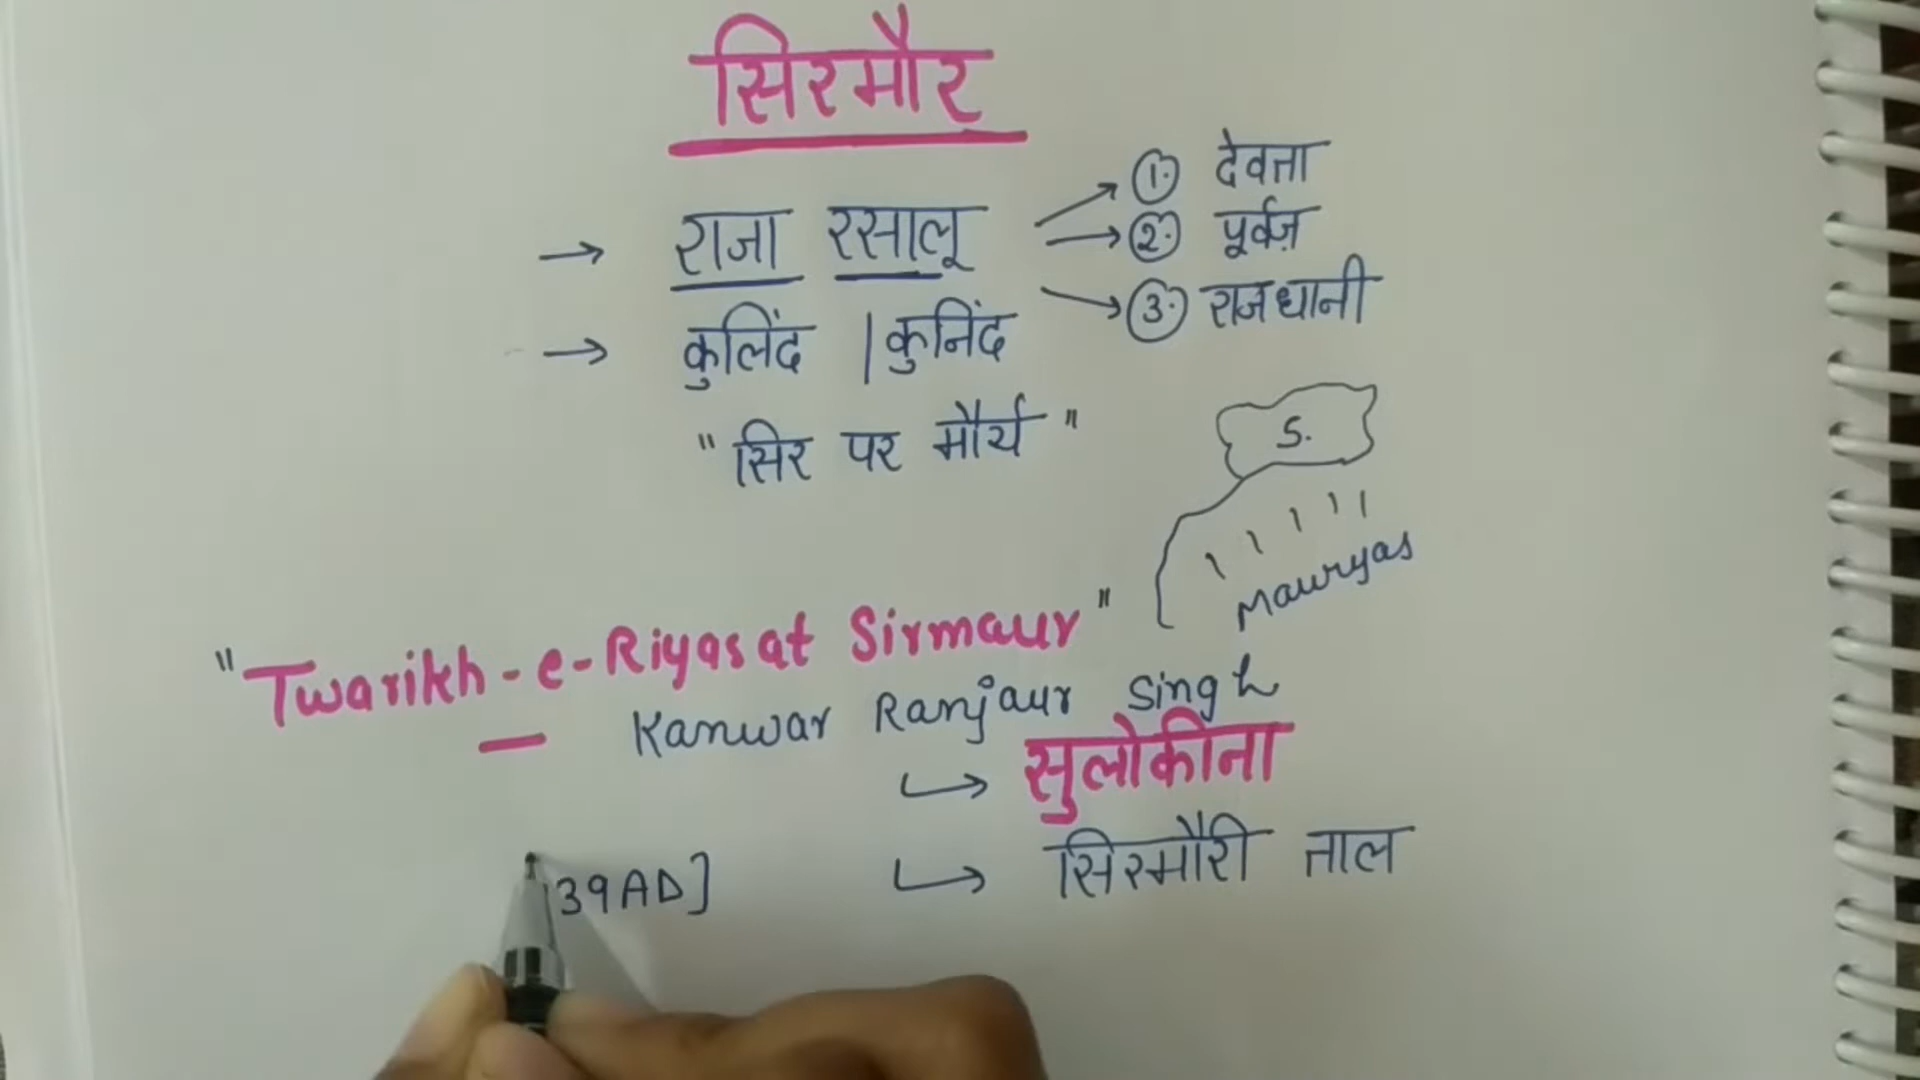 सिरमौर
→ राजा रसालू
→ ①. देवता
→ ②. पूर्वज़
→ ③. राजधानी
→ कुलिंद | कुनिंद
"सिर पर मौर्य"
S.
Mauryas
"Twarikh-e-Riyasat Sirmaur"
Kanwar Ranjaur Singh
→ सुलोकीना
→ सिरमौरी ताल
39AD]